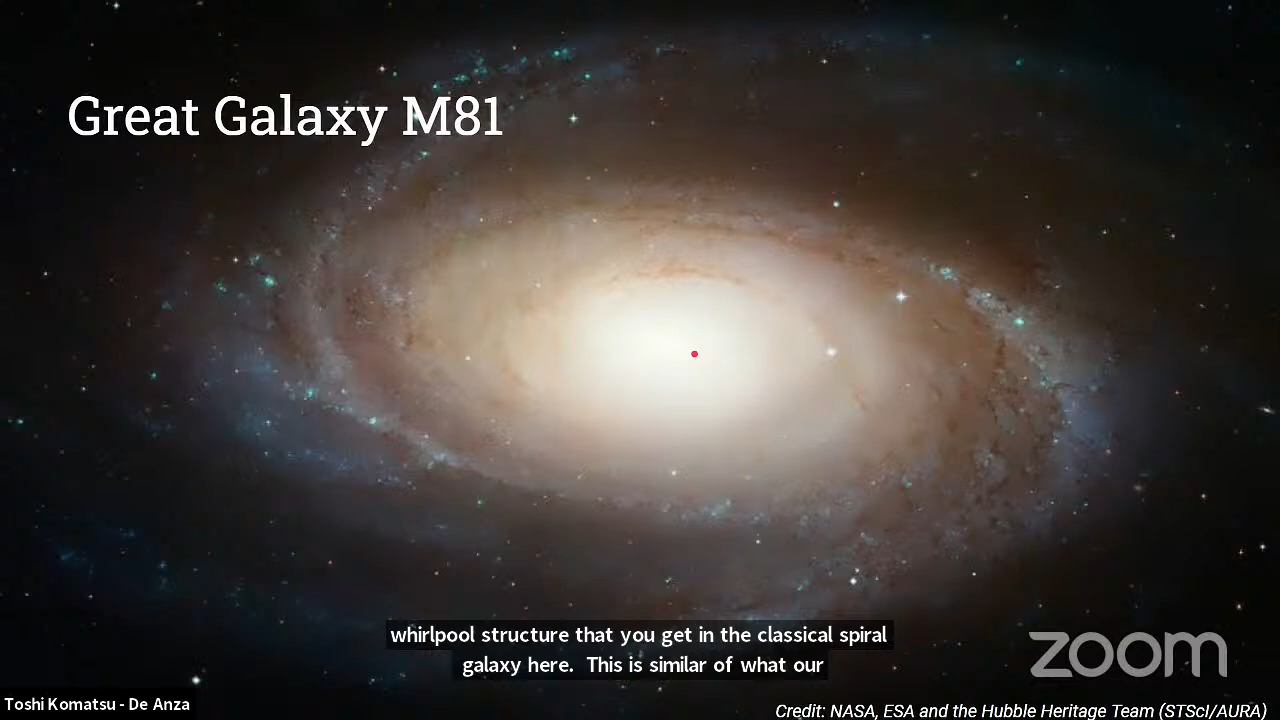 Great Galaxy M81
whirlpool structure that you get in the classical spiral
galaxy here.  This is similar of what our
zoom
Toshi Komatsu - De Anza
Credit: NASA, ESA and the Hubble Heritage Team (STScI/AURA)